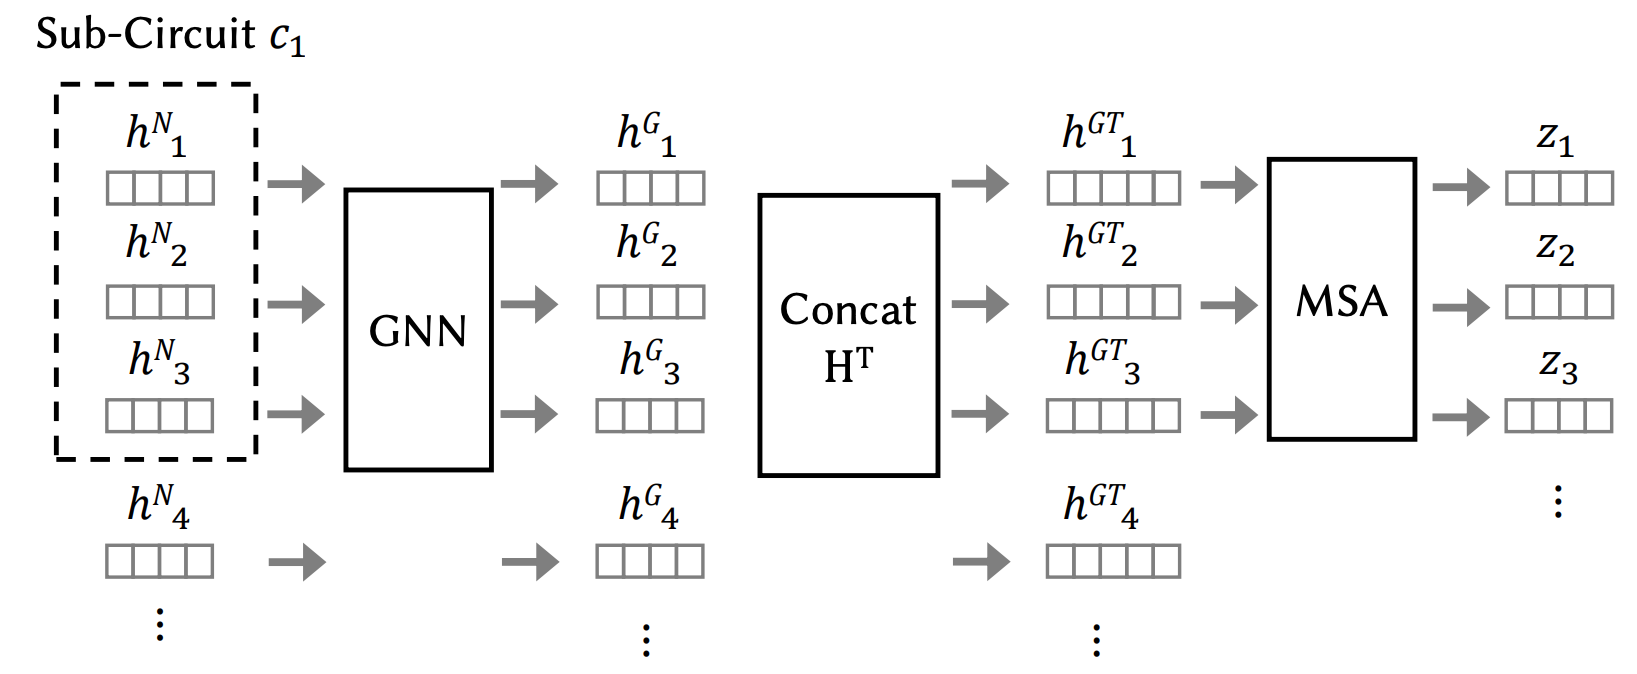 Sub-Circuit c₁
hᴺ₁
hᴳ₁
hᴳᵀ₁
z₁
hᴺ₂
hᴳ₂
hᴳᵀ₂
z₂
GNN
Concat
Hᵀ
MSA
hᴺ₃
hᴳ₃
hᴳᵀ₃
z₃
hᴺ₄
hᴳ₄
hᴳᵀ₄
⋮
⋮
⋮
⋮